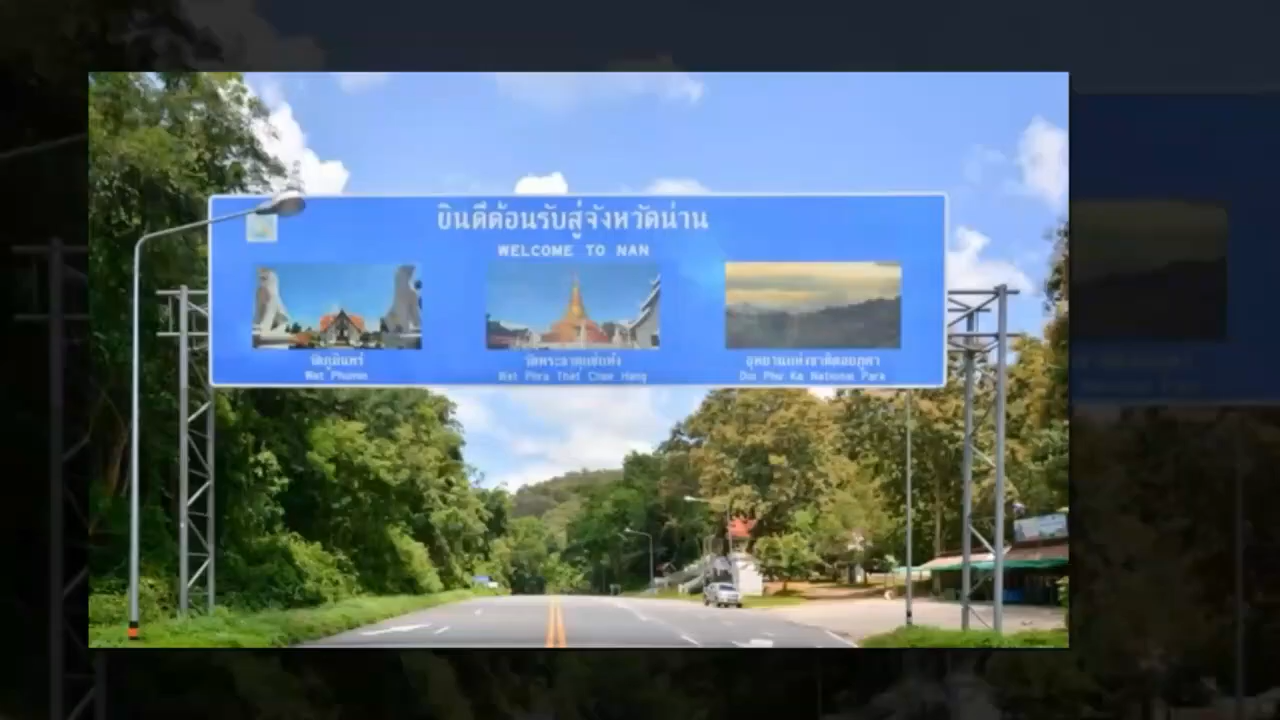 ยินดีต้อนรับสู่จังหวัดน่าน
WELCOME TO NAN
วัดภูมินทร์
Wat Phumin
วัดพระธาตุแช่แห้ง
Wat Phra That Chae Hang
อุทยานแห่งชาติดอยภูคา
Doi Phu Ka National Park